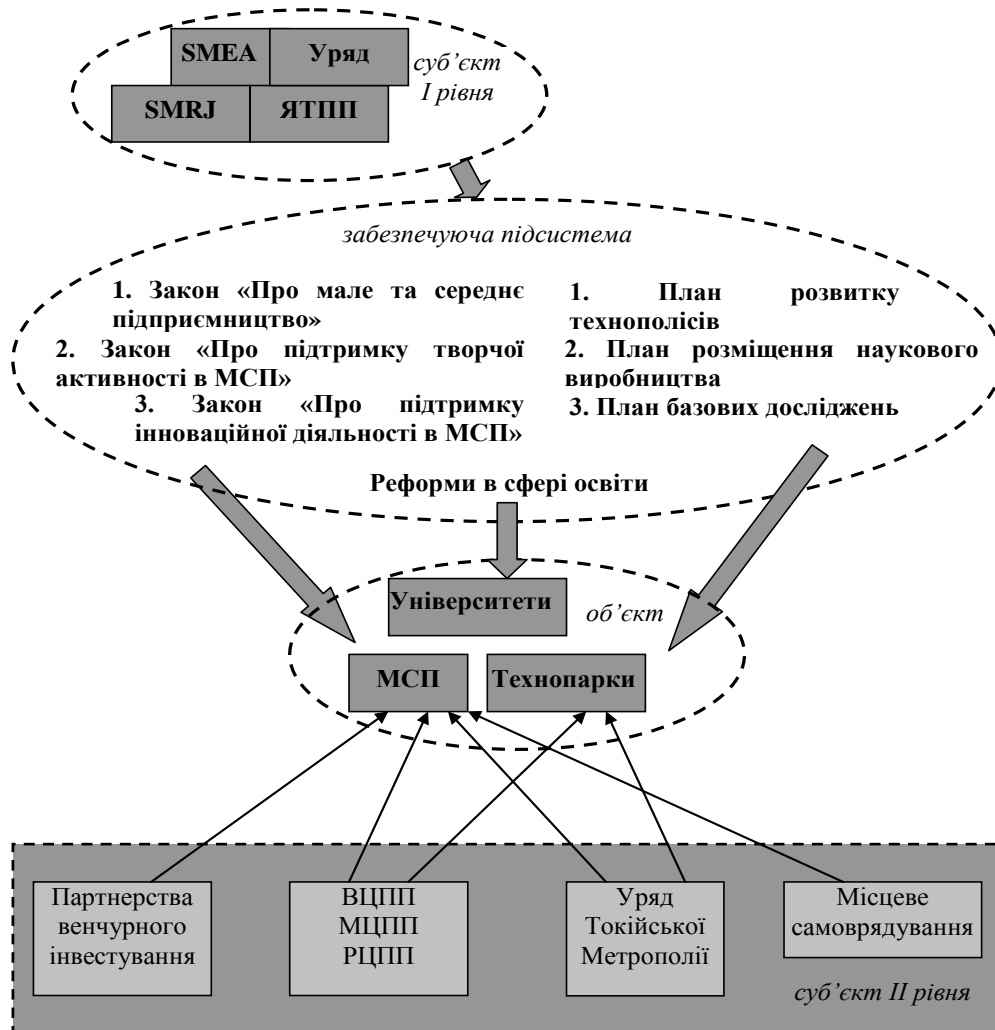 SMEA Уряд
суб’єкт
І рівня
SMRJ ЯТПП
забезпечуюча підсистема
1. Закон «Про мале та середнє
підприємництво»
2. Закон «Про підтримку творчої
активності в МСП»
3. Закон «Про підтримку
інноваційної діяльності в МСП»
1. План розвитку
технополісів
2. План розміщення наукового
виробництва
3. План базових досліджень
Реформи в сфері освіти
Університети
об’єкт
МСП
Технопарки
Партнерства
венчурного
інвестування
ВЦПП
МЦПП
РЦПП
Уряд
Токійської
Метрополії
Місцеве
самоврядування
суб’єкт ІІ рівня